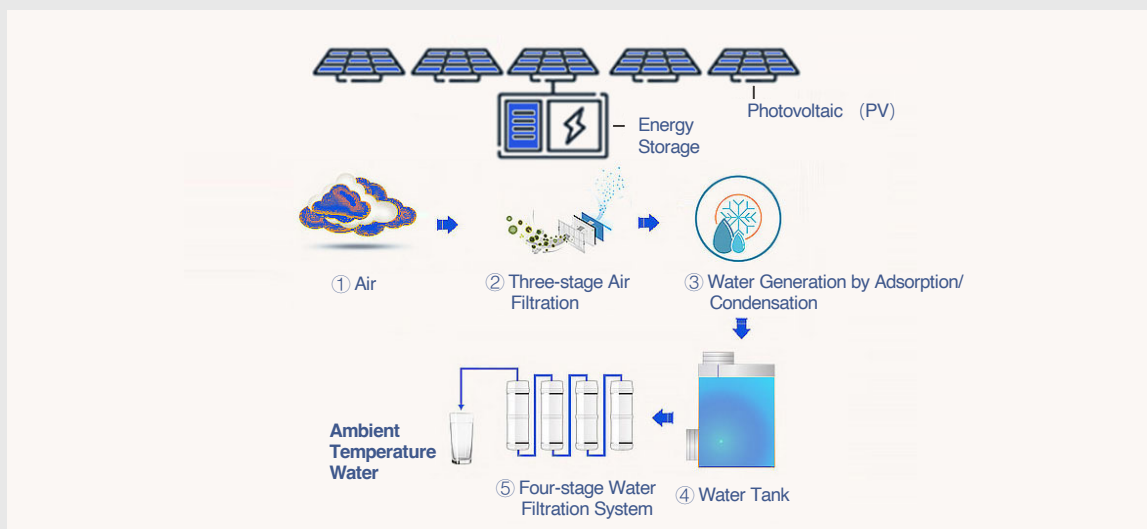 Photovoltaic （PV）
Energy
Storage
① Air
② Three-stage Air
Filtration
③ Water Generation by Adsorption/
Condensation
Ambient
Temperature
Water
⑤ Four-stage Water
Filtration System
④ Water Tank